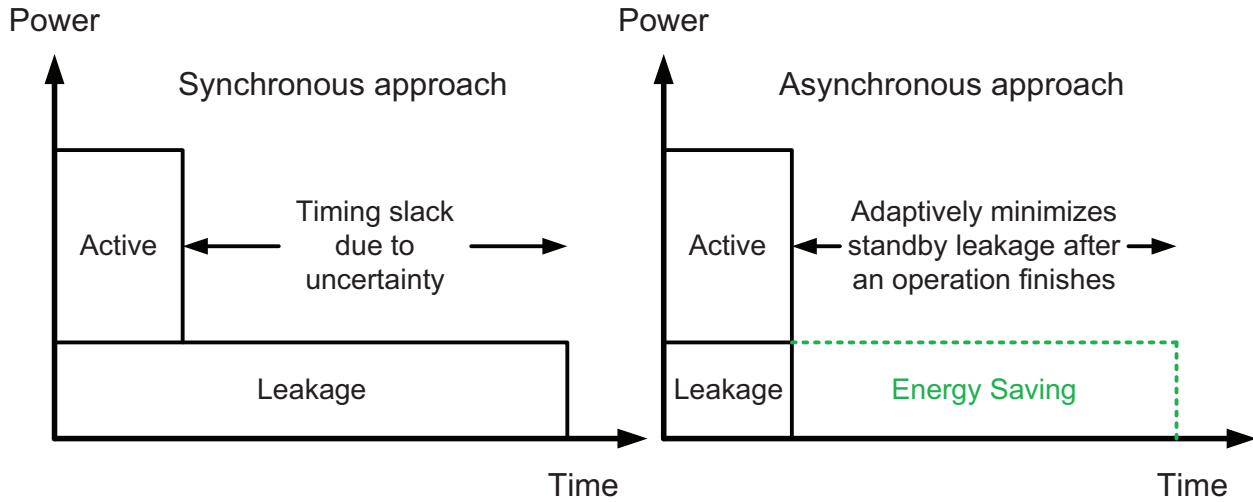 Power
Synchronous approach
Active
Timing slack
due to
uncertainty
Leakage
Time
Power
Asynchronous approach
Active
Adaptively minimizes
standby leakage after
an operation finishes
Leakage
Energy Saving
Time